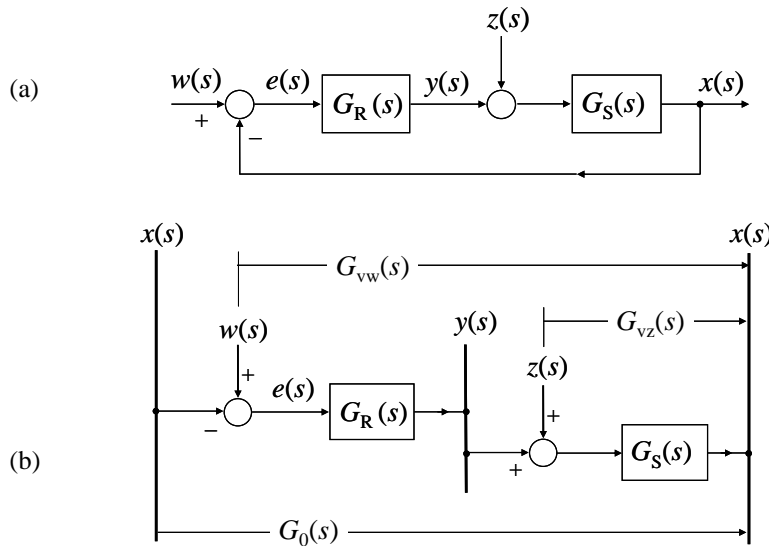 z(s)
(a)
w(s) e(s) G_R(s) y(s) G_S(s) x(s)
+
−
x(s) x(s)
G_vw(s)
w(s) y(s) G_vz(s)
z(s)
+ e(s) G_R(s)
− + G_S(s)
(b) +
G_0(s)